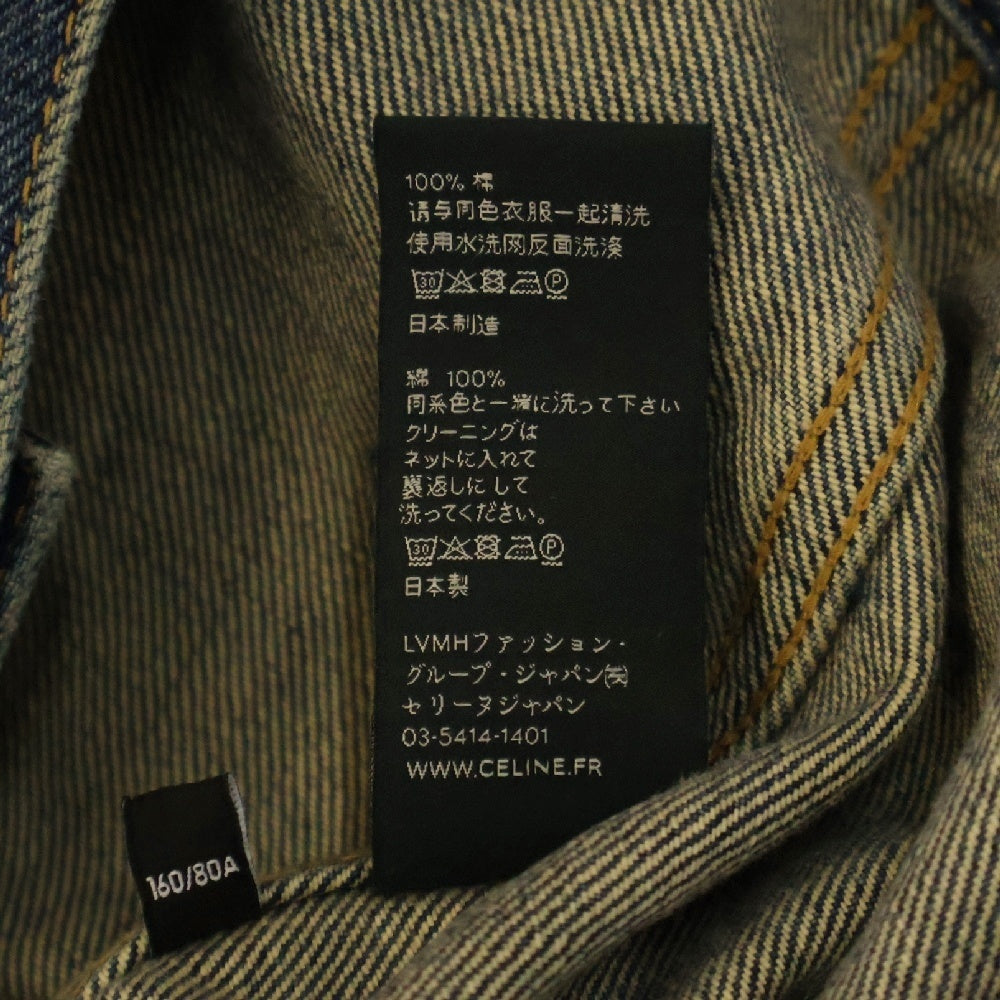 100% 棉
请与同色衣服一起清洗
使用水洗网反面洗涤
30 P
日本制造
綿 100%
同系色と一緒に洗って下さい
クリーニングは
ネットに入れて
裏返しにして
洗ってください。
30 P
日本製
LVMHファッション・
グループ・ジャパン㈱
セリーヌジャパン
03-5414-1401
WWW.CELINE.FR
160/80A